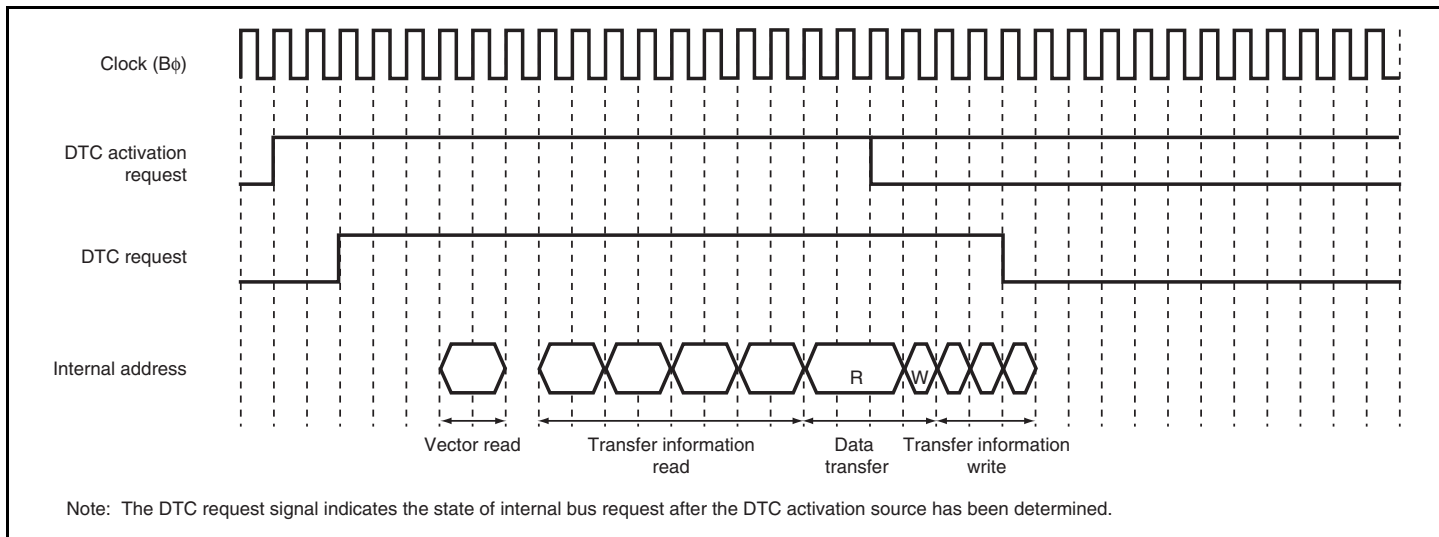 Clock (Bϕ)
DTC activation
request
DTC request
Internal address
R
W
Vector read
Transfer information
read
Data
transfer
Transfer information
write
Note: The DTC request signal indicates the state of internal bus request after the DTC activation source has been determined.